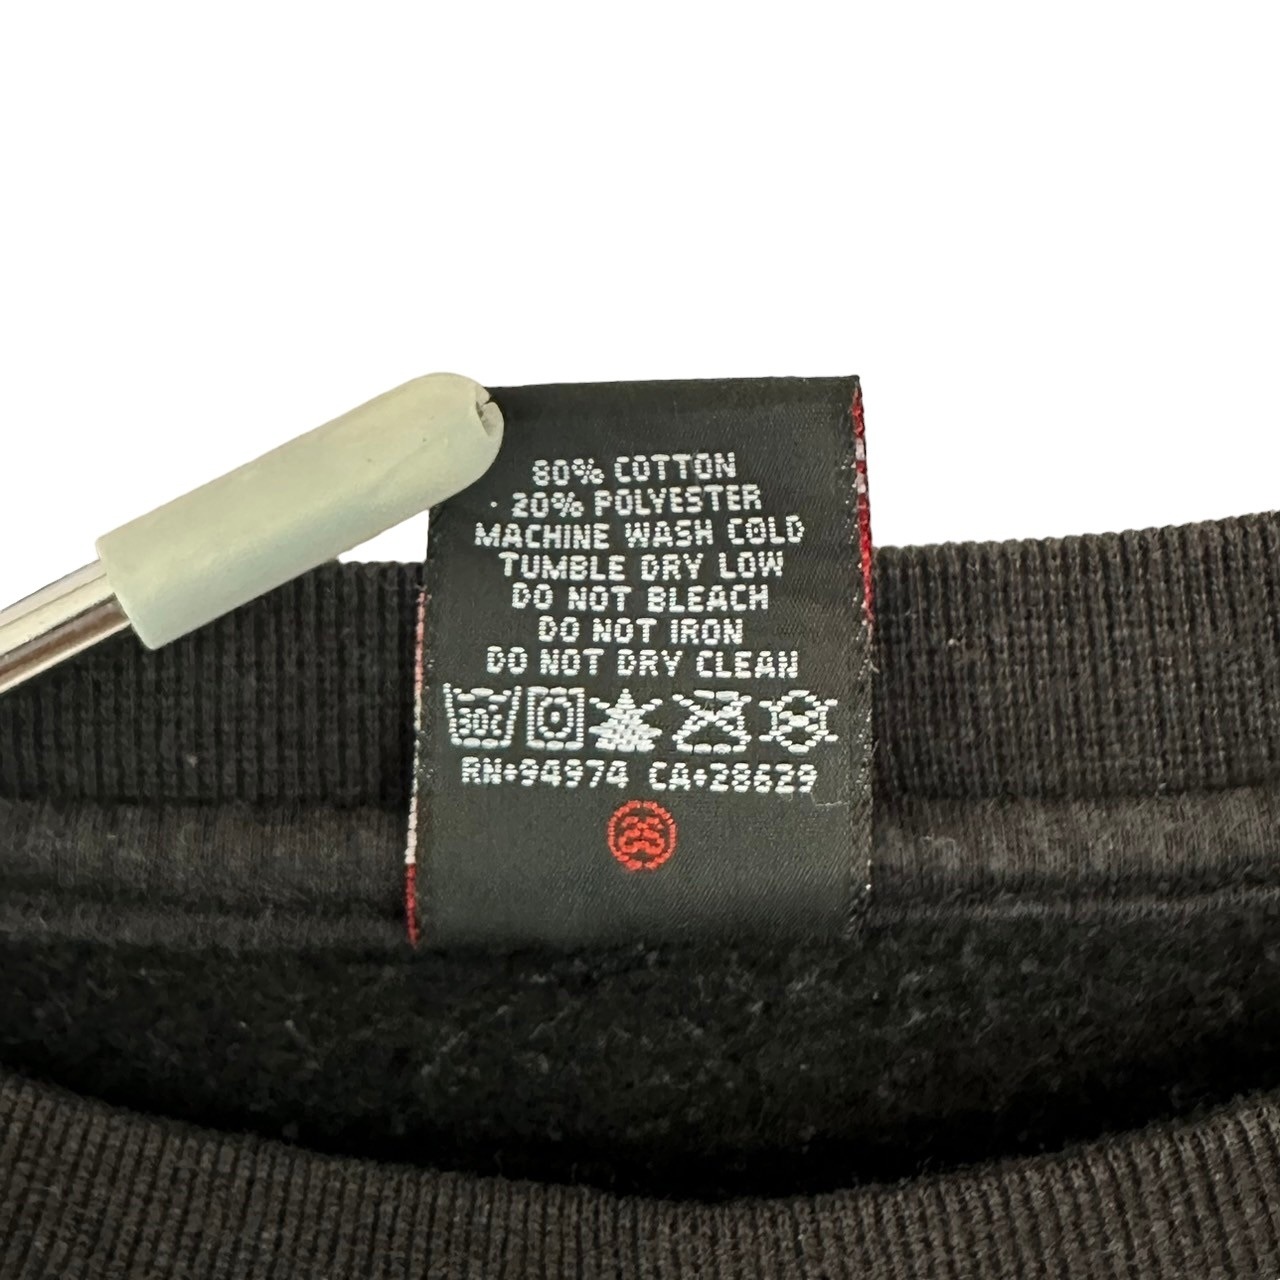 80% COTTON
20% POLYESTER
MACHINE WASH COLD
TUMBLE DRY LOW
DO NOT BLEACH
DO NOT IRON
DO NOT DRY CLEAN
30c
RN♦94974 CA♦28629